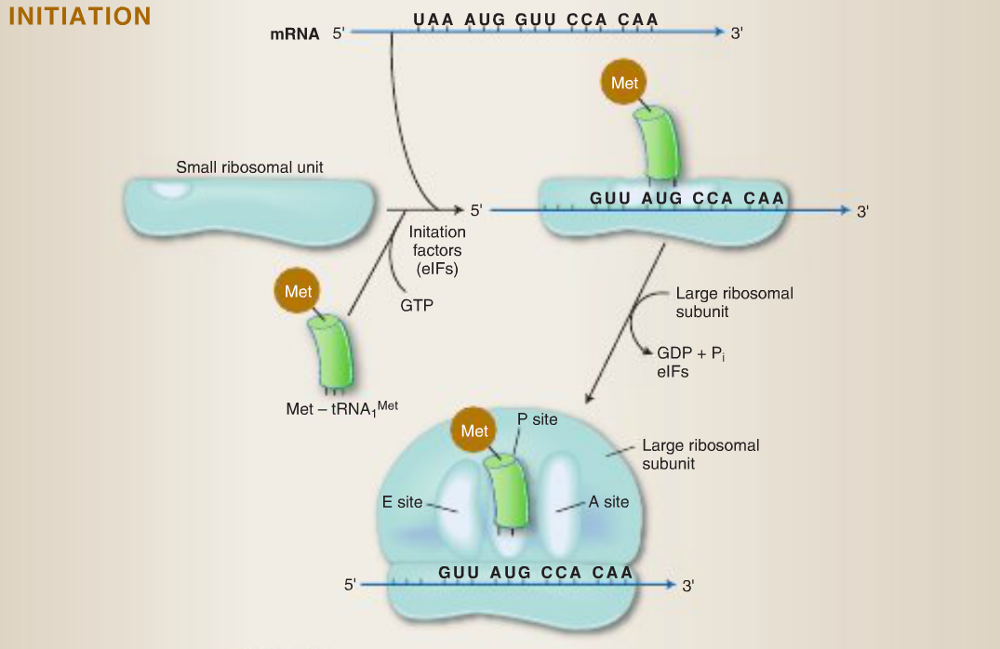 INITIATION
UAA AUG GUU CCA CAA
mRNA 5' 3'
Met
Small ribosomal unit
GUU AUG CCA CAA
5' 3'
Initation
factors
(eIFs)
GTP
Met
Met – tRNA₁ᴹᵉᵗ
Large ribosomal
subunit
GDP + Pᵢ
eIFs
Met
P site
Large ribosomal
subunit
E site
A site
GUU AUG CCA CAA
5' 3'